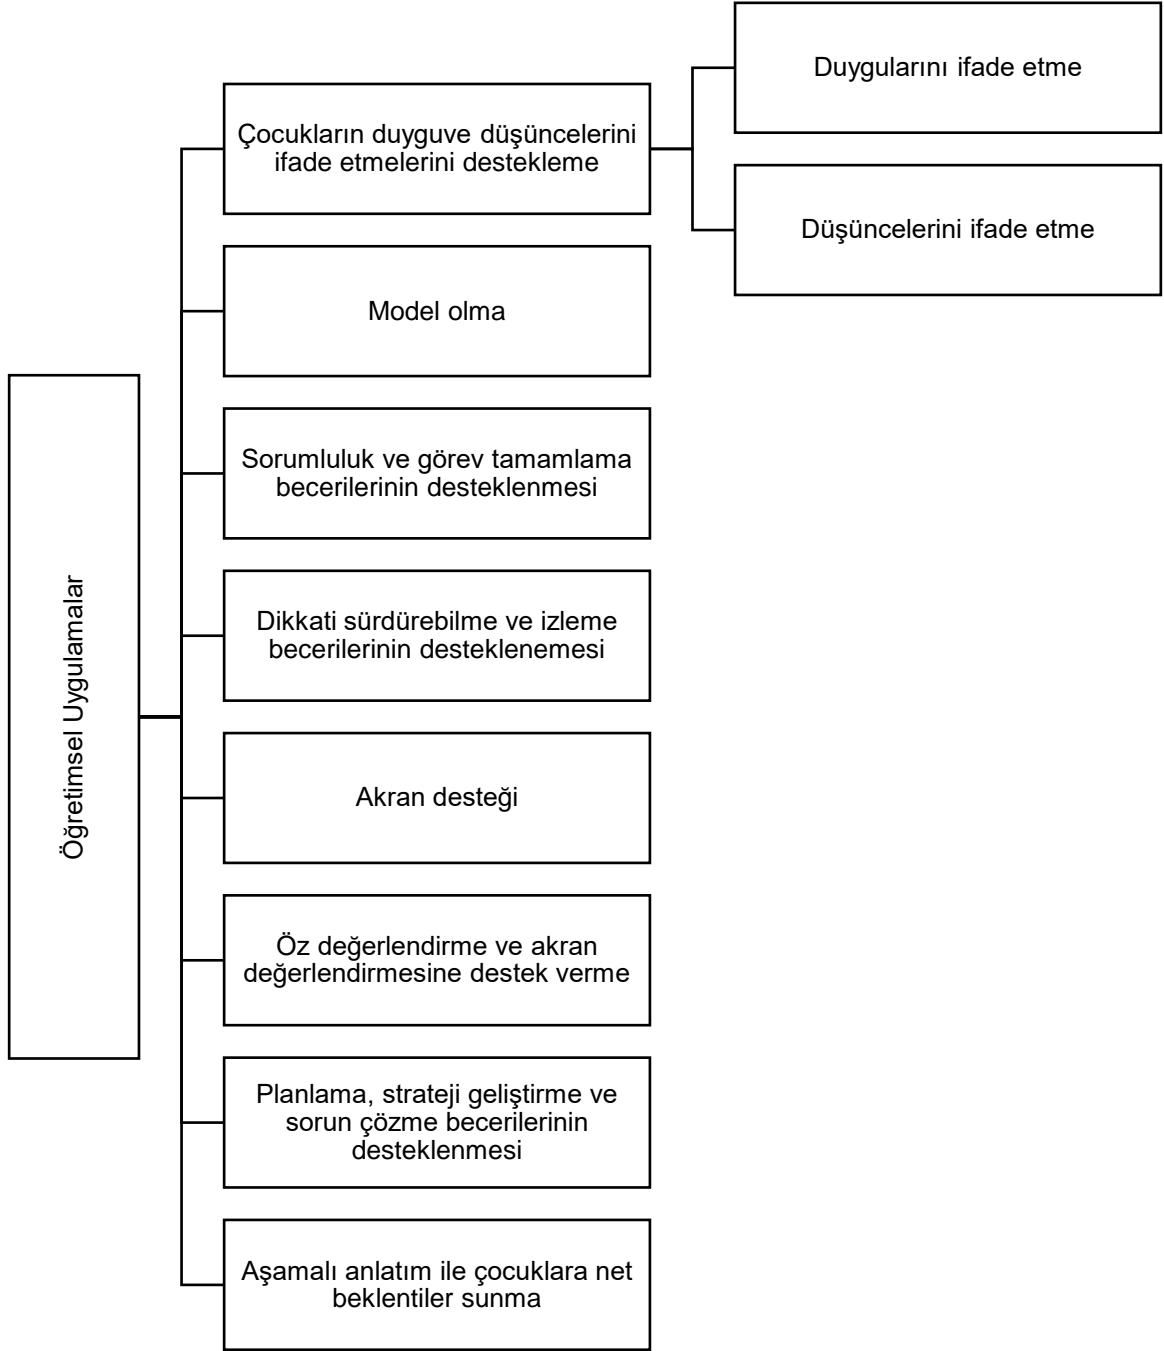 Öğretimsel Uygulamalar
Çocukların duyguve düşüncelerini
ifade etmelerini destekleme
Duygularını ifade etme
Düşüncelerini ifade etme
Model olma
Sorumluluk ve görev tamamlama
becerilerinin desteklenmesi
Dikkati sürdürebilme ve izleme
becerilerinin desteklenemesi
Akran desteği
Öz değerlendirme ve akran
değerlendirmesine destek verme
Planlama, strateji geliştirme ve
sorun çözme becerilerinin
desteklenmesi
Aşamalı anlatım ile çocuklara net
beklentiler sunma